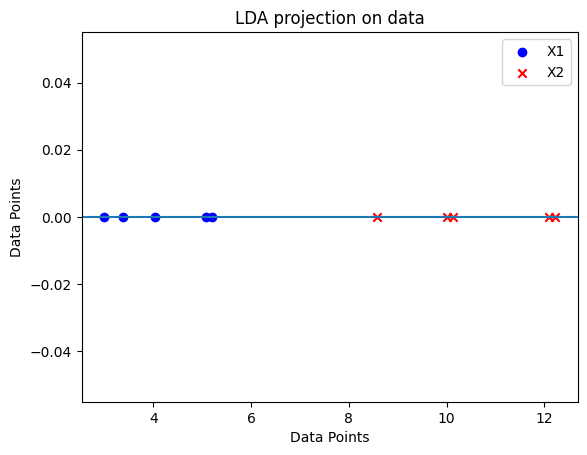 LDA projection on data
X1
X2
0.04
0.02
0.00
−0.02
−0.04
Data Points
4
6
8
10
12
Data Points